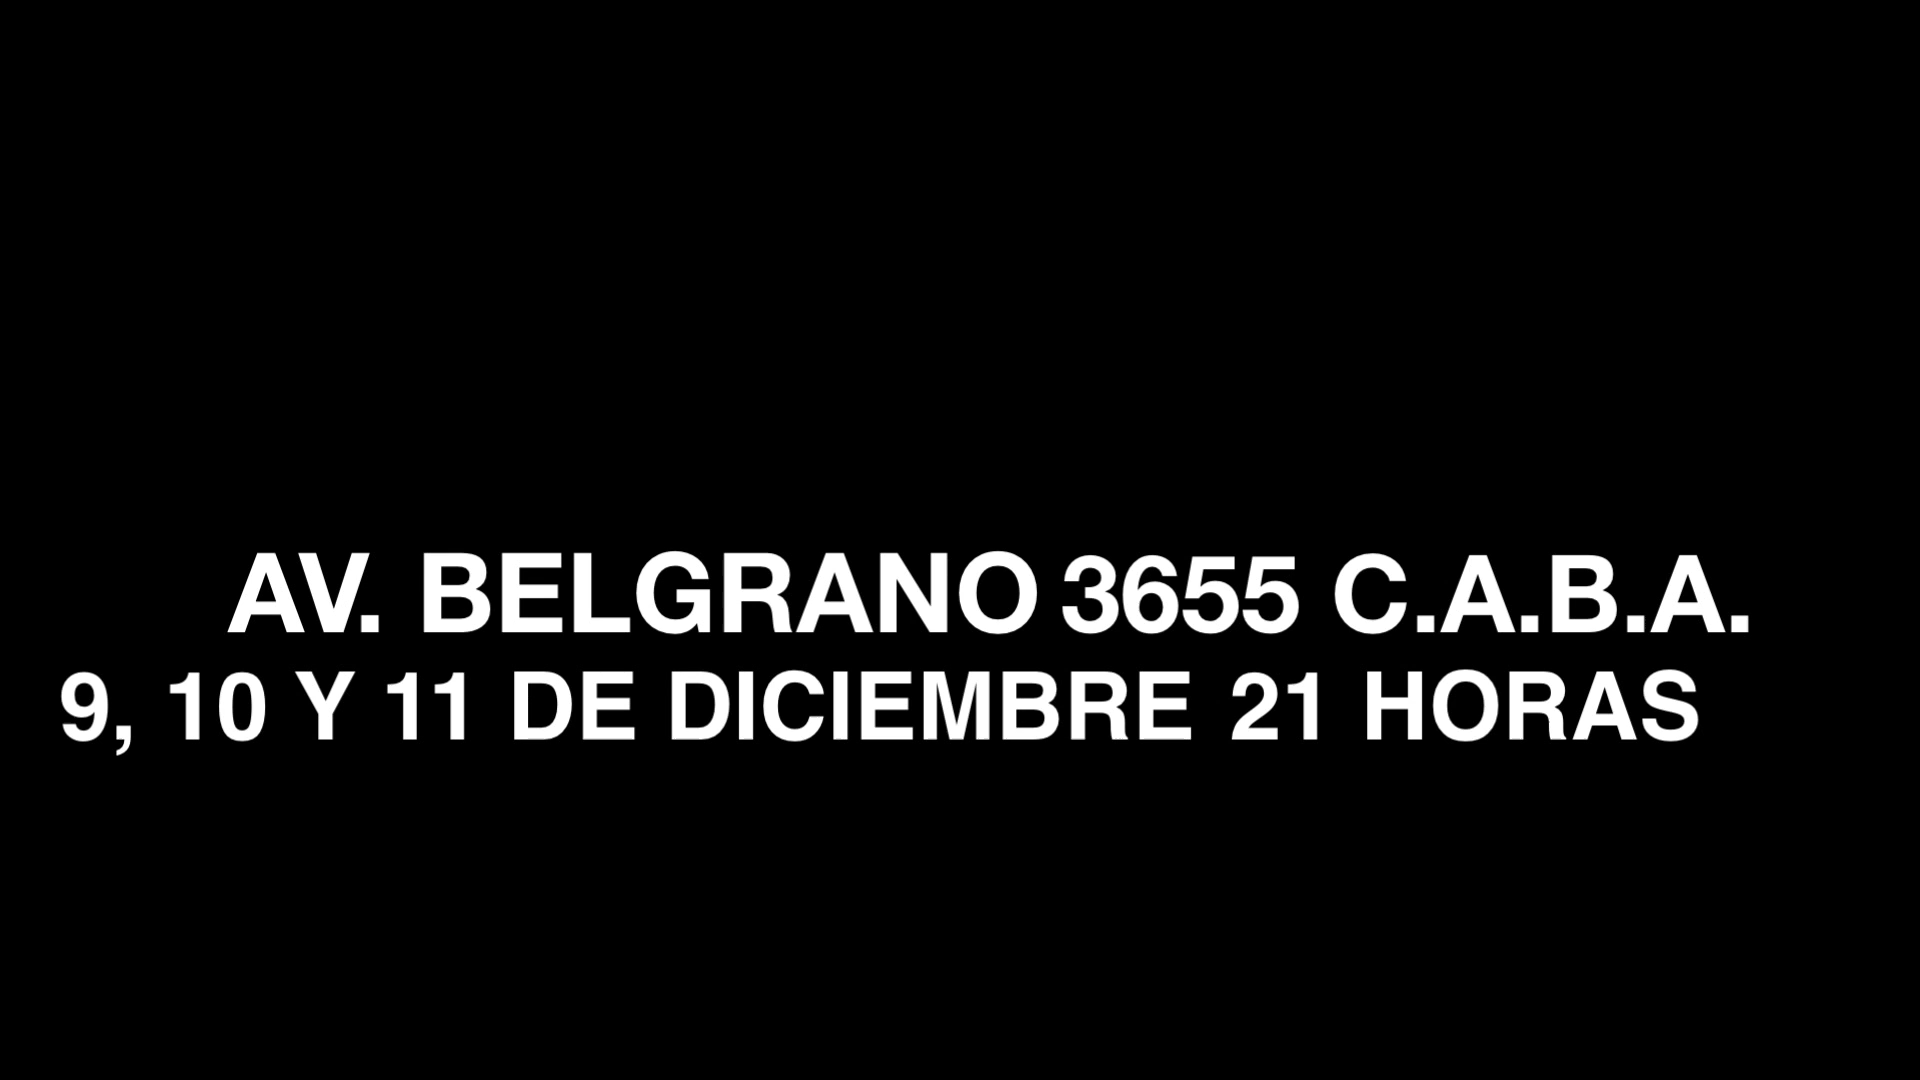 AV. BELGRANO 3655 C.A.B.A.
9, 10 Y 11 DE DICIEMBRE 21 HORAS